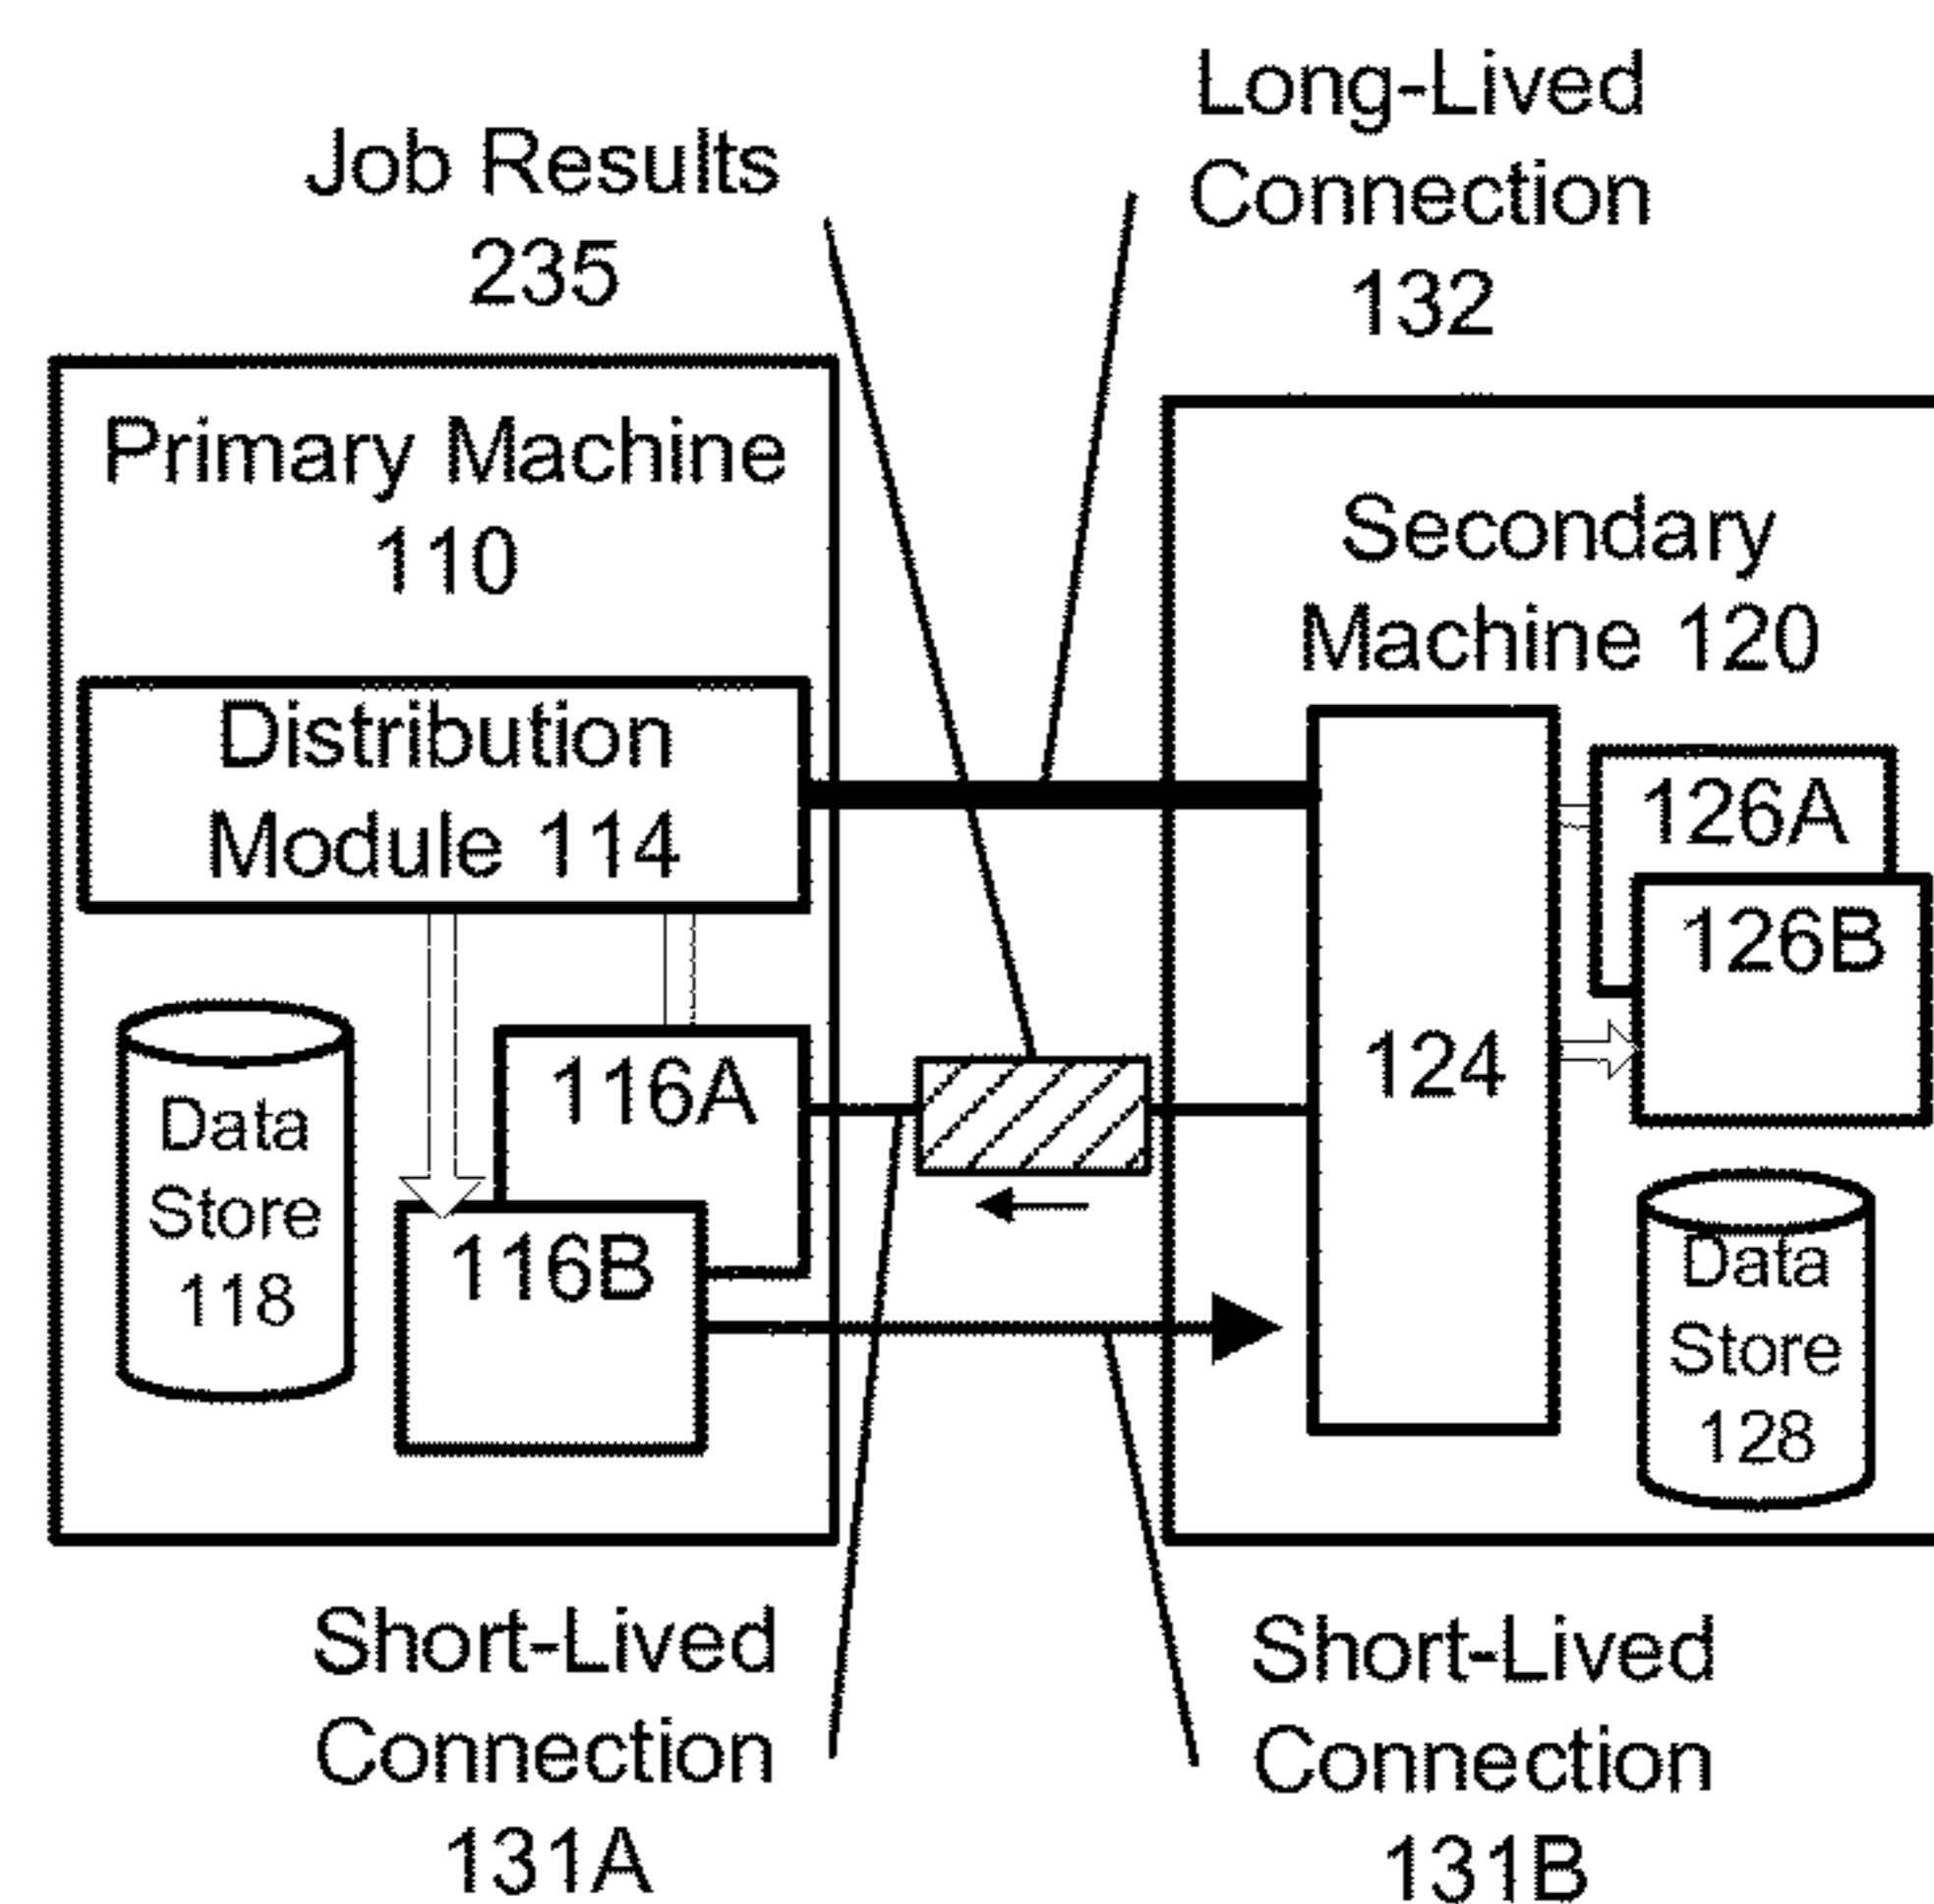 Job Results
235
Long-Lived
Connection
132
Primary Machine
110
Distribution
Module 114
Data
Store
118
116A
116B
Secondary
Machine 120
124
126A
126B
Data
Store
128
Short-Lived
Connection
131A
Short-Lived
Connection
131B